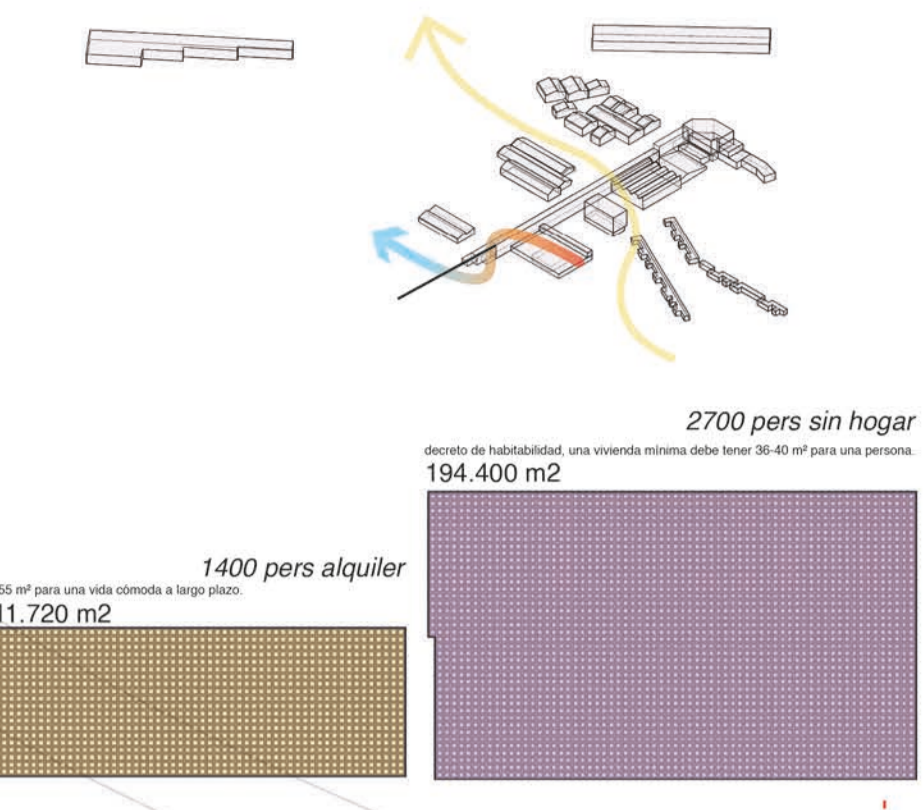 2700 pers sin hogar
decreto de habitabilidad, una vivienda mínima debe tener 36-40 m² para una persona.
194.400 m2
1400 pers alquiler
55 m² para una vida cómoda a largo plazo.
11.720 m2